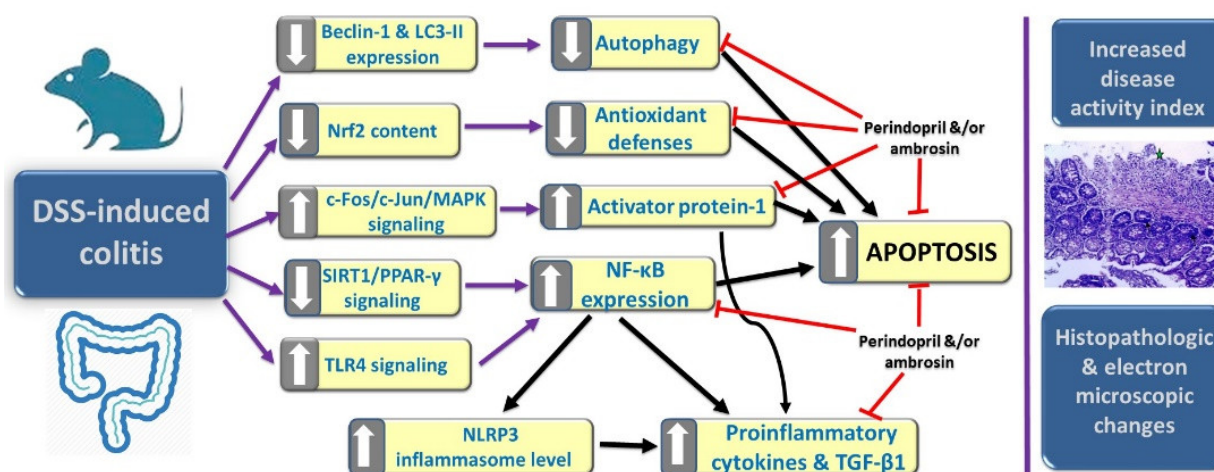 Beclin-1 & LC3-II
expression
Autophagy
Nrf2 content
Antioxidant
defenses
DSS-induced
colitis
c-Fos/c-Jun/MAPK
signaling
Activator protein-1
SIRT1/PPAR-γ
signaling
NF-κB
expression
TLR4 signaling
NLRP3
inflammasome level
Proinflammatory
cytokines & TGF-β1
Perindopril &/or
ambrosin
APOPTOSIS
Perindopril &/or
ambrosin
Increased
disease
activity index
Histopathologic
& electron
microscopic
changes